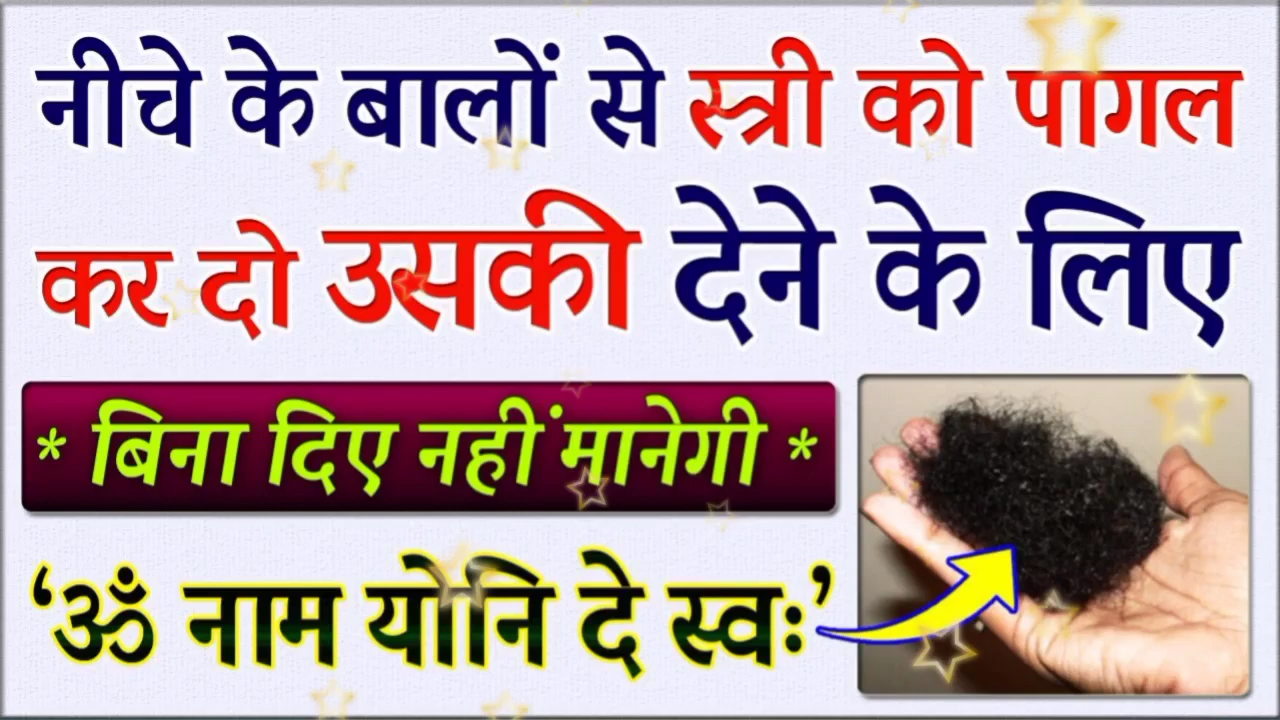 नीचे के बालों से स्त्री को पागल
कर दो उसकी देने के लिए
* बिना दिए नहीं मानेगी *
‘ॐ नाम योनि दे स्वः’